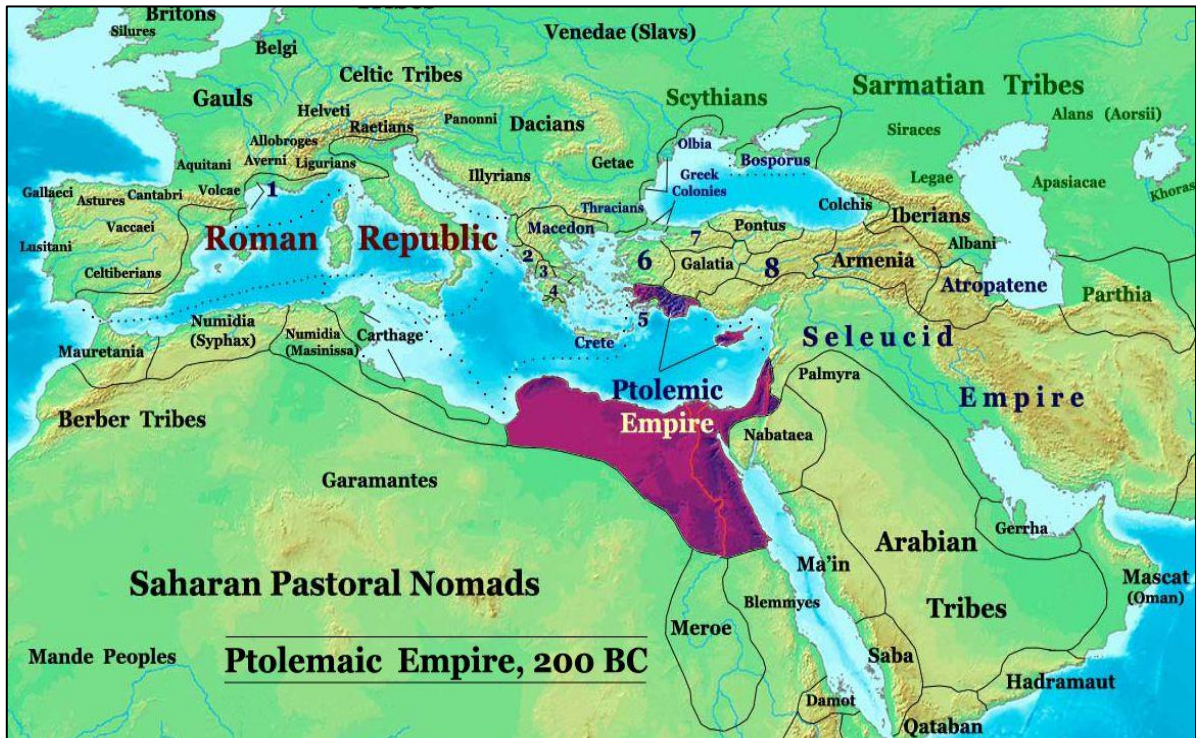 Britons
Silures
Belgi
Venedae (Slavs)
Celtic Tribes
Sarmatian Tribes
Gauls
Scythians
Alans (Aorsii)
Helveti
Raetians
Panonni
Dacians
Siraces
Allobroges
Olbia
Bosporus
Aquitani
Averni
Ligurians
Getae
Legae
Apasiacae
Khoras
Gallaeci
Astures
Cantabri
Volcae
1
Illyrians
Greek
Colonies
Vaccaei
Thracians
Colchis
Iberians
Lusitani
Roman Republic
Macedon
7
Pontus
Albani
Celtiberians
2
3
4
6
Galatia
8
Armenia
Atropatene
Parthia
Numidia
(Syphax)
5
Mauretania
Numidia
(Masinissa)
Carthage
Crete
Seleucid
Empire
Palmyra
Ptolemic
Empire
Berber Tribes
Nabataea
Garamantes
Gerrha
Arabian
Tribes
Saharan Pastoral Nomads
Ma'in
Mascat
(Oman)
Blemmyes
Meroe
Mande Peoples
Ptolemaic Empire, 200 BC
Saba
Hadramaut
Damot
Qataban